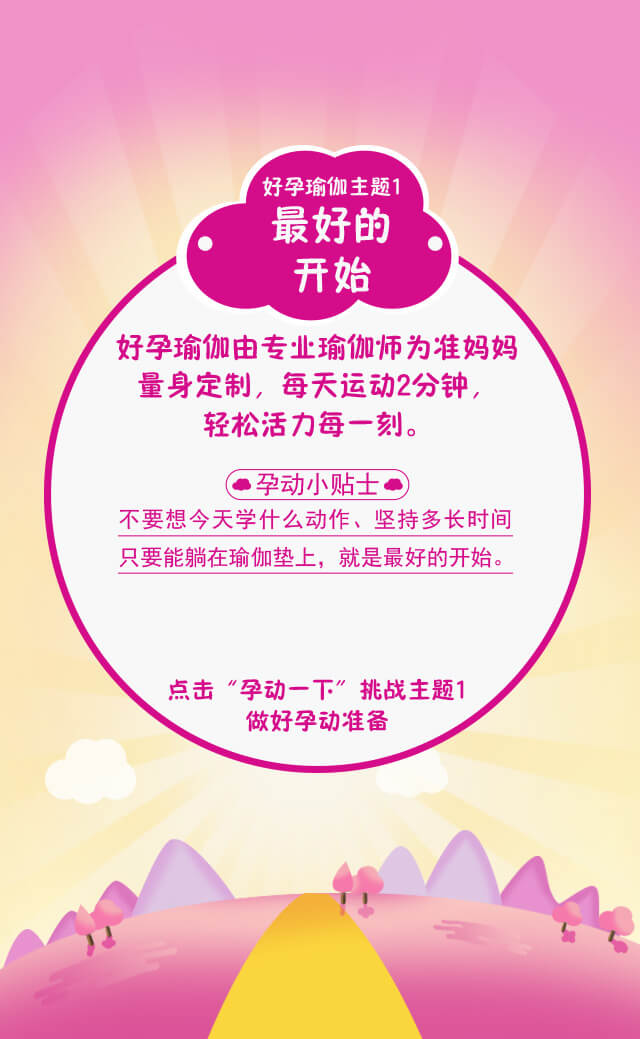 好孕瑜伽主题1
最好的
开始
好孕瑜伽由专业瑜伽师为准妈妈
量身定制，每天运动2分钟，
轻松活力每一刻。
孕动小贴士
不要想今天学什么动作、坚持多长时间
只要能躺在瑜伽垫上，就是最好的开始。
点击“孕动一下”挑战主题1
做好孕动准备